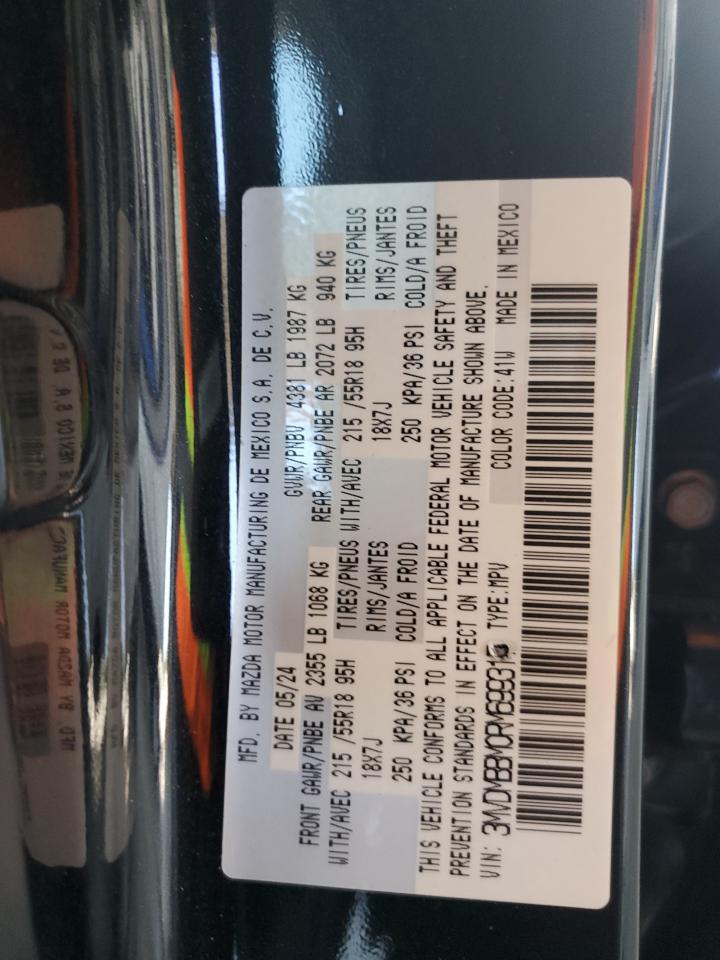 MFD. BY MAZDA MOTOR MANUFACTURING DE MEXICO S.A. DE C.V.
DATE 05/24 GVWR/PNBV 4381 LB 1987 KG
FRONT GAWR/PNBE AV 2355 LB 1068 KG REAR GAWR/PNBE AR 2072 LB 940 KG
WITH/AVEC 215 /55R18 95H TIRES/PNEUS WITH/AVEC 215 /55R18 95H TIRES/PNEUS
18X7J RIMS/JANTES 18X7J RIMS/JANTES
250 KPA/36 PSI COLD/A FROID 250 KPA/36 PSI COLD/A FROID
THIS VEHICLE CONFORMS TO ALL APPLICABLE FEDERAL MOTOR VEHICLE SAFETY AND THEFT
PREVENTION STANDARDS IN EFFECT ON THE DATE OF MANUFACTURE SHOWN ABOVE.
VIN: TYPE:MPV COLOR CODE:41W MADE IN MEXICO